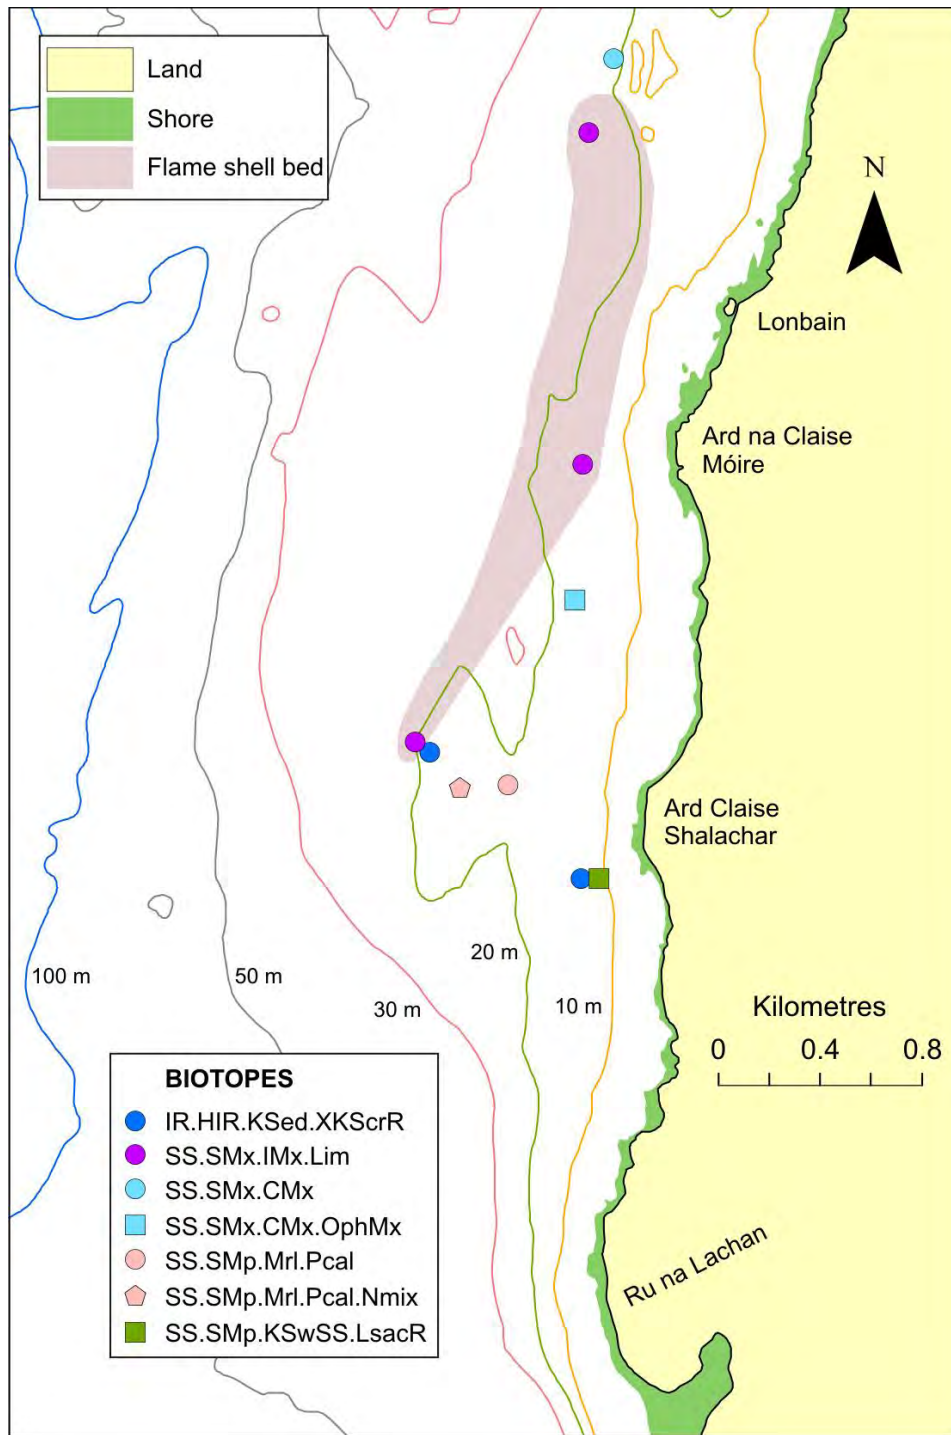 Land
Shore
Flame shell bed
N
Lonbain
Ard na Claise
Móire
Ard Claise
Shalachar
100 m
50 m
30 m
20 m
10 m
Kilometres
0 0.4 0.8
Ru na Lachan
BIOTOPES
IR.HIR.KSed.XKScrR
SS.SMx.IMx.Lim
SS.SMx.CMx
SS.SMx.CMx.OphMx
SS.SMp.Mrl.Pcal
SS.SMp.Mrl.Pcal.Nmix
SS.SMp.KSwSS.LsacR